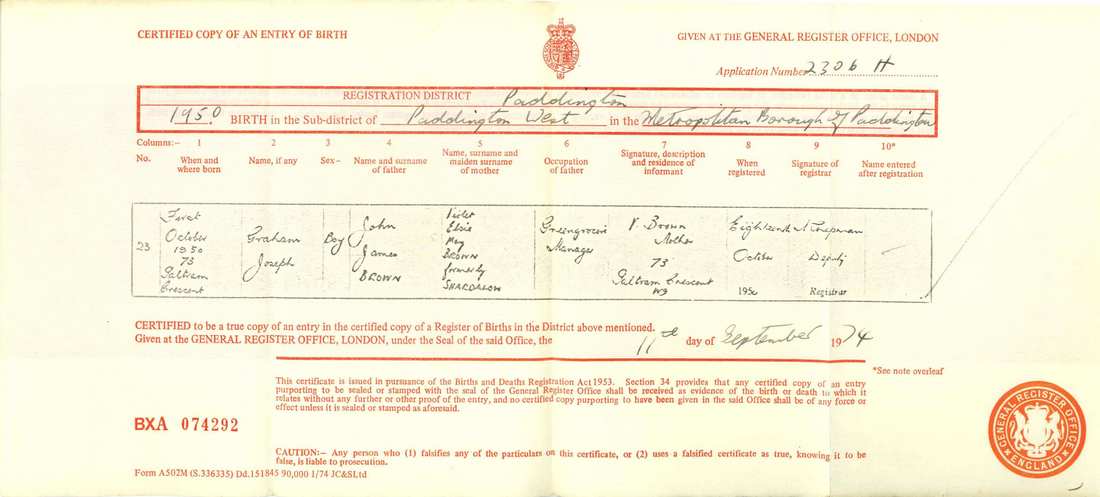 CERTIFIED COPY OF AN ENTRY OF BIRTH
GIVEN AT THE GENERAL REGISTER OFFICE, LONDON
Application Number 2306 H
REGISTRATION DISTRICT Paddington
1950 BIRTH in the Sub-district of Paddington West in the Metropolitan Borough of Paddington
Columns:- 1 2 3 4 5 6 7 8 9 10*
No. When and where born Name, if any Sex- Name and surname of father Name, surname and maiden surname of mother Occupation of father Signature, description and residence of informant When registered Signature of registrar Name entered after registration
23
First
October
1950
73
Saltram
Crescent
Graham
Joseph
Boy
John
James
BROWN
Violet
Elsie
May
BROWN
formerly
SHARDALOW
Greengrocers
Manager
V. Brown
Mother
73
Saltram Crescent
W9
Eighteenth
October
1950
Chapman
Deputy
Registrar
CERTIFIED to be a true copy of an entry in the certified copy of a Register of Births in the District above mentioned.
Given at the GENERAL REGISTER OFFICE, LONDON, under the Seal of the said Office, the 11th day of September 1974
*See note overleaf
This certificate is issued in pursuance of the Births and Deaths Registration Act 1953. Section 34 provides that any certified copy of an entry
purporting to be sealed or stamped with the seal of the General Register Office shall be received as evidence of the birth or death to which it
relates without any further or other proof of the entry, and no certified copy purporting to have been given in the said Office shall be of any force or
effect unless it is sealed or stamped as aforesaid.
BXA 074292
CAUTION:- Any person who (1) falsifies any of the particulars on this certificate, or (2) uses a falsified certificate as true, knowing it to be
false, is liable to prosecution.
Form A502M (S.336335) Dd.151845 90,000 1/74 JC&SLtd
GENERAL REGISTER OFFICE
ENGLAND